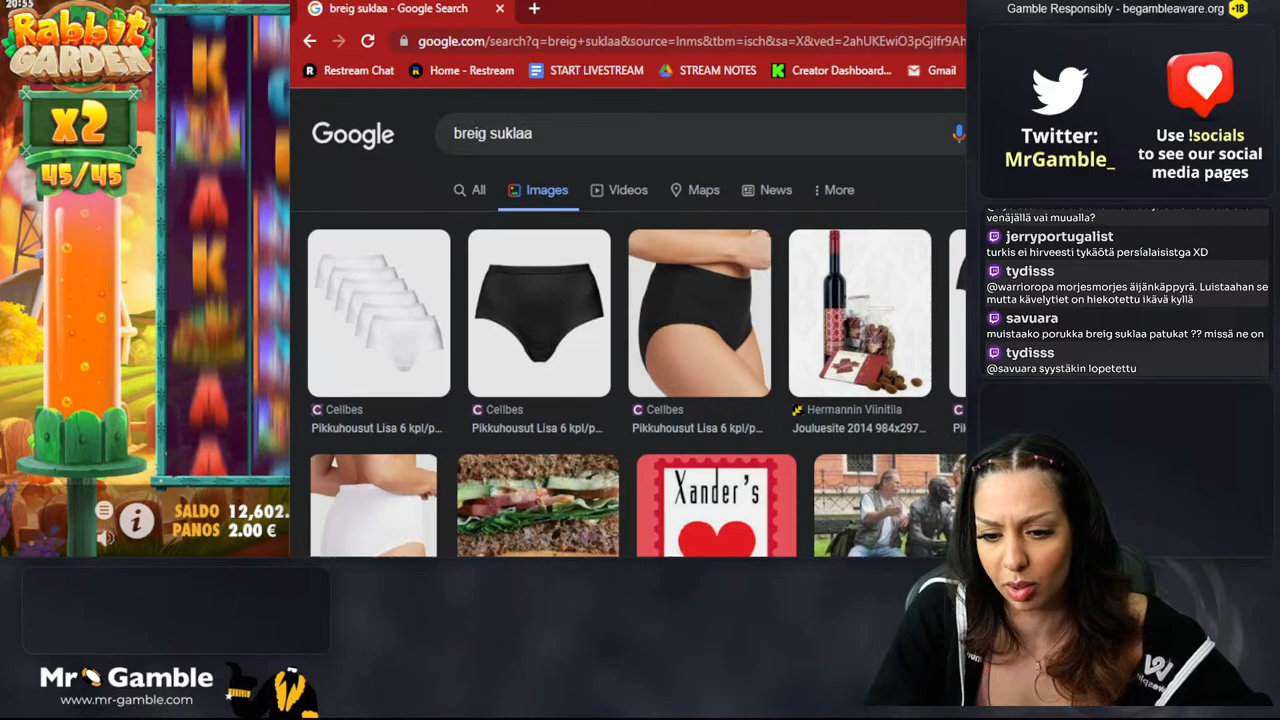 20:55
Rabbit
GARDEN
X2
45/45
SALDO 12,602.
PANOS 2.00 €
breig suklaa - Google Search
google.com/search?q=breig+suklaa&source=lnms&tbm=isch&sa=X&ved=2ahUKEwiO3pGjlfr9Ah
Restream Chat
Home - Restream
START LIVESTREAM
STREAM NOTES
Creator Dashboard...
Gmail
Google
breig suklaa
All
Images
Videos
Maps
News
More
Cellbes
Pikkuhousut Lisa 6 kpl/p...
Cellbes
Pikkuhousut Lisa 6 kpl/p...
Cellbes
Pikkuhousut Lisa 6 kpl/p...
Hermannin Viinitila
Jouluesite 2014 984x297...
Xander's
Gamble Responsibly - begambleaware.org +18
Twitter:
MrGamble_
Use !socials
to see our social
media pages
venäjällä vai muualla?
jerryportugalist
turkis ei hirveesti tykäötä persíalaisistga XD
tydisss
@warrioropa morjesmorjes äijänkäppyrä. Luistaahan se
mutta kävelytiet on hiekotettu ikävä kyllä
savuara
muistaako porukka breig suklaa patukat ?? missä ne on
tydisss
@savuara syystäkin lopetettu
Mr Gamble
www.mr-gamble.com